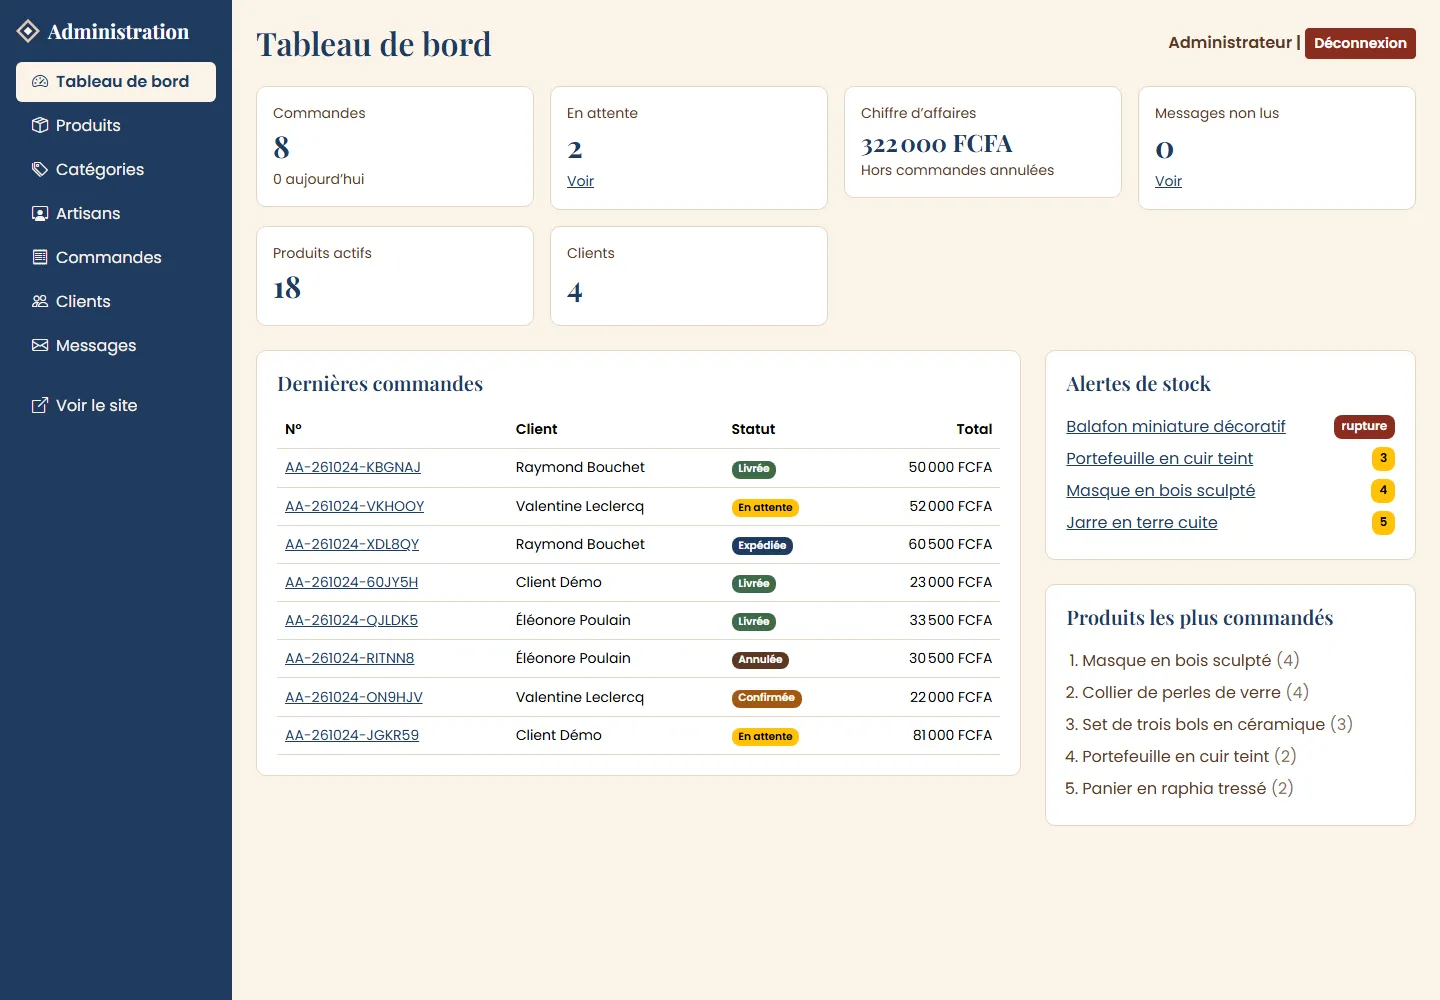 Administration
Tableau de bord
Produits
Catégories
Artisans
Commandes
Clients
Messages
Voir le site
Tableau de bord
Administrateur | Déconnexion
Commandes
8
0 aujourd’hui
En attente
2
Voir
Chiffre d’affaires
322 000 FCFA
Hors commandes annulées
Messages non lus
0
Voir
Produits actifs
18
Clients
4
Dernières commandes
N° Client Statut Total
AA-261024-KBGNAJ Raymond Bouchet Livrée 50 000 FCFA
AA-261024-VKHOOY Valentine Leclercq En attente 52 000 FCFA
AA-261024-XDL8QY Raymond Bouchet Expédiée 60 500 FCFA
AA-261024-60JY5H Client Démo Livrée 23 000 FCFA
AA-261024-QJLDK5 Éléonore Poulain Livrée 33 500 FCFA
AA-261024-RITNN8 Éléonore Poulain Annulée 30 500 FCFA
AA-261024-ON9HJV Valentine Leclercq Confirmée 22 000 FCFA
AA-261024-JGKR59 Client Démo En attente 81 000 FCFA
Alertes de stock
Balafon miniature décoratif rupture
Portefeuille en cuir teint 3
Masque en bois sculpté 4
Jarre en terre cuite 5
Produits les plus commandés
1. Masque en bois sculpté (4)
2. Collier de perles de verre (4)
3. Set de trois bols en céramique (3)
4. Portefeuille en cuir teint (2)
5. Panier en raphia tressé (2)